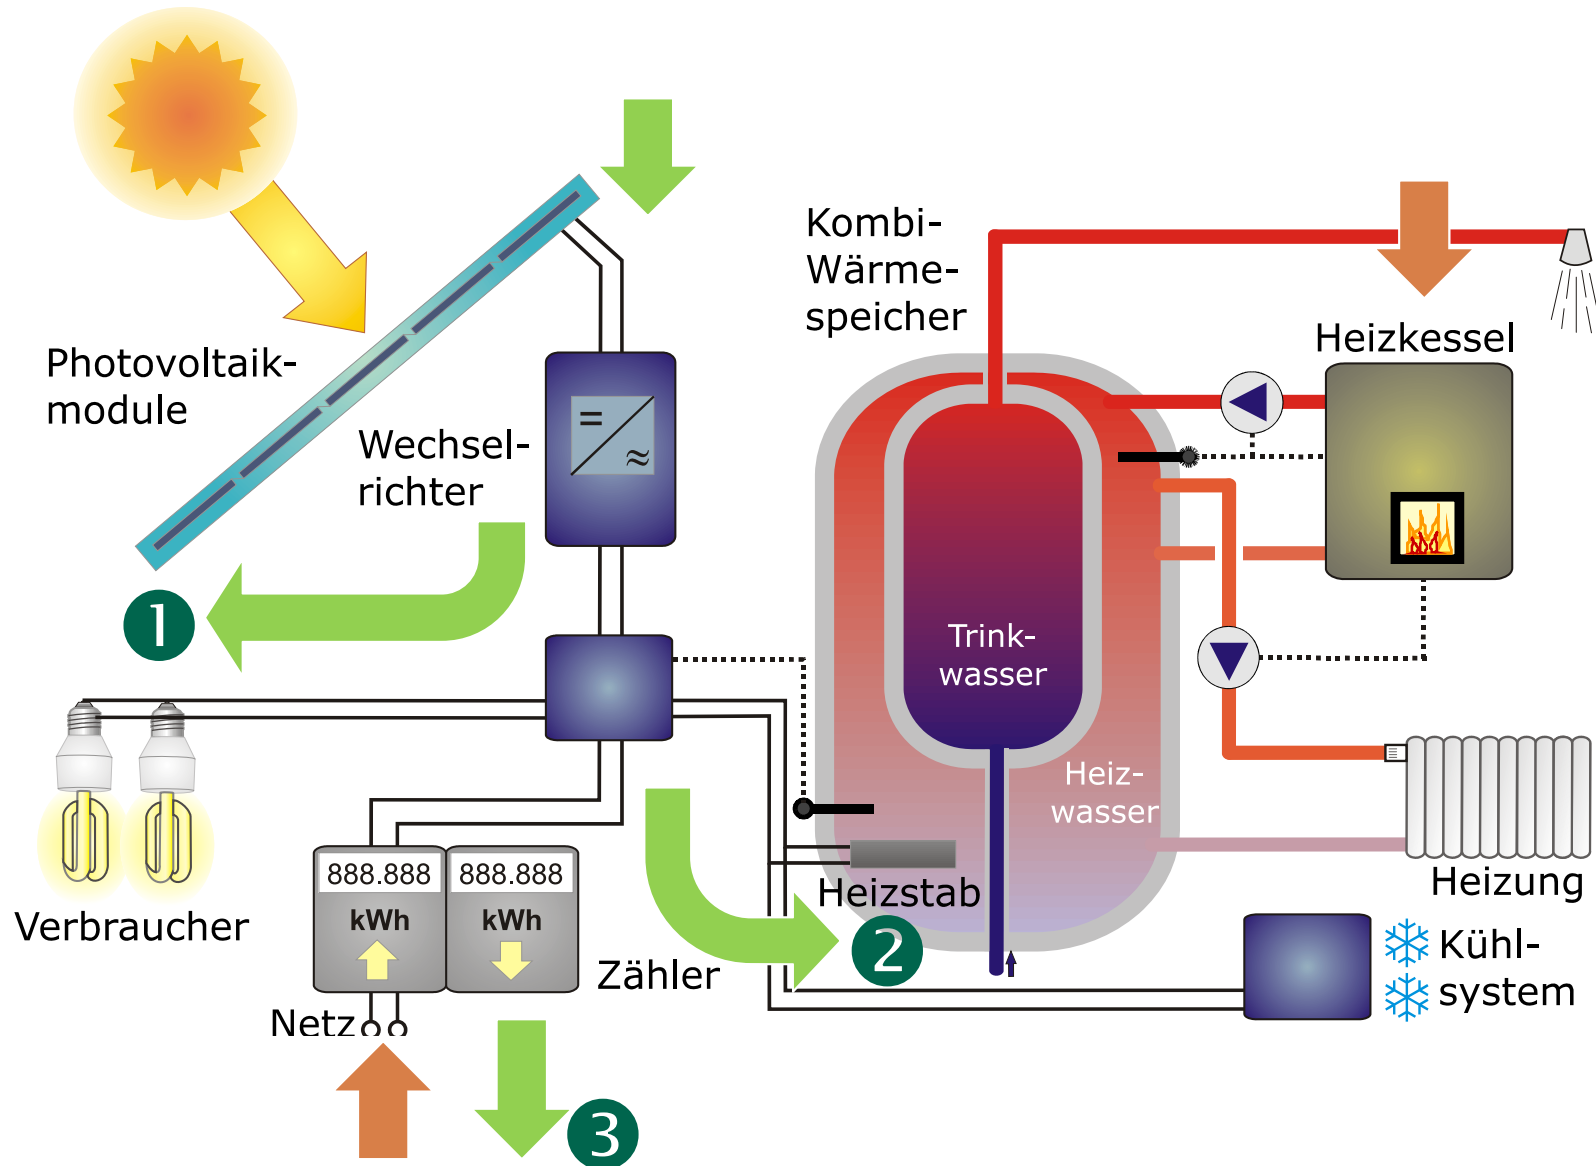 Kombi-
Wärme-
speicher
Heizkessel
Photovoltaik-
module
Wechsel-
richter
=
≈
1
Trink-
wasser
Heiz-
wasser
888.888
888.888
kWh
kWh
Heizstab
Heizung
Verbraucher
Zähler
2
Kühl-
system
Netz
3